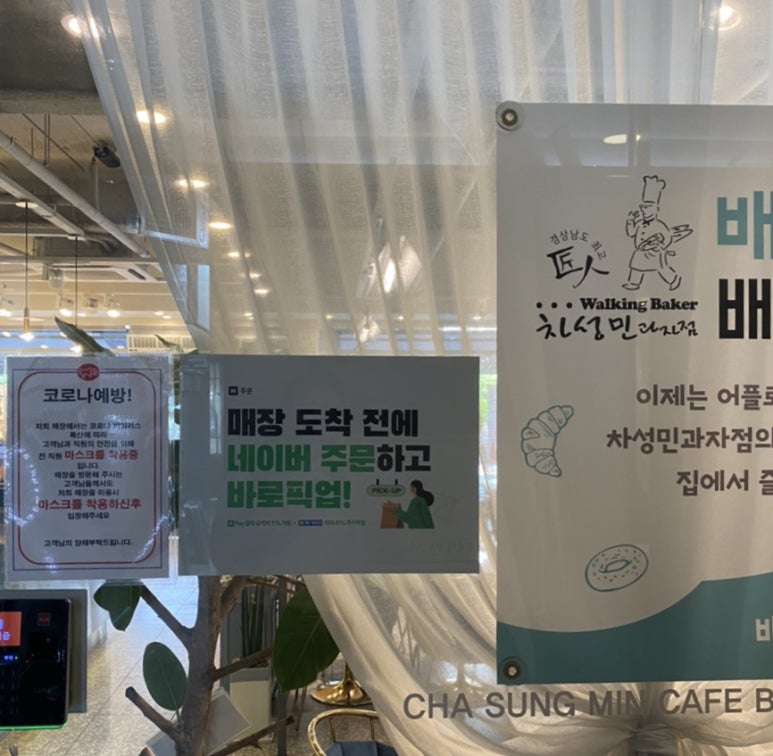 코로나예방!
저희 매장에서는 코로나 바이러스
확산에 따라
고객님과 직원의 안전을 위해
전 직원 마스크를 착용중
입니다
매장을 방문해 주시는
고객님들께서도
저희 매장을 이용시
마스크를 착용하신후
입장해주세요
고객님의 양해부탁드립니다.
N 주문
매장 도착 전에
네이버 주문하고
바로픽업!
PICK-UP
경상남도 최고
匠人
Walking Baker
차성민과자점
배
배
이제는 어플로
차성민과자점의
집에서 즐
CHA SUNG MIN CAFE B